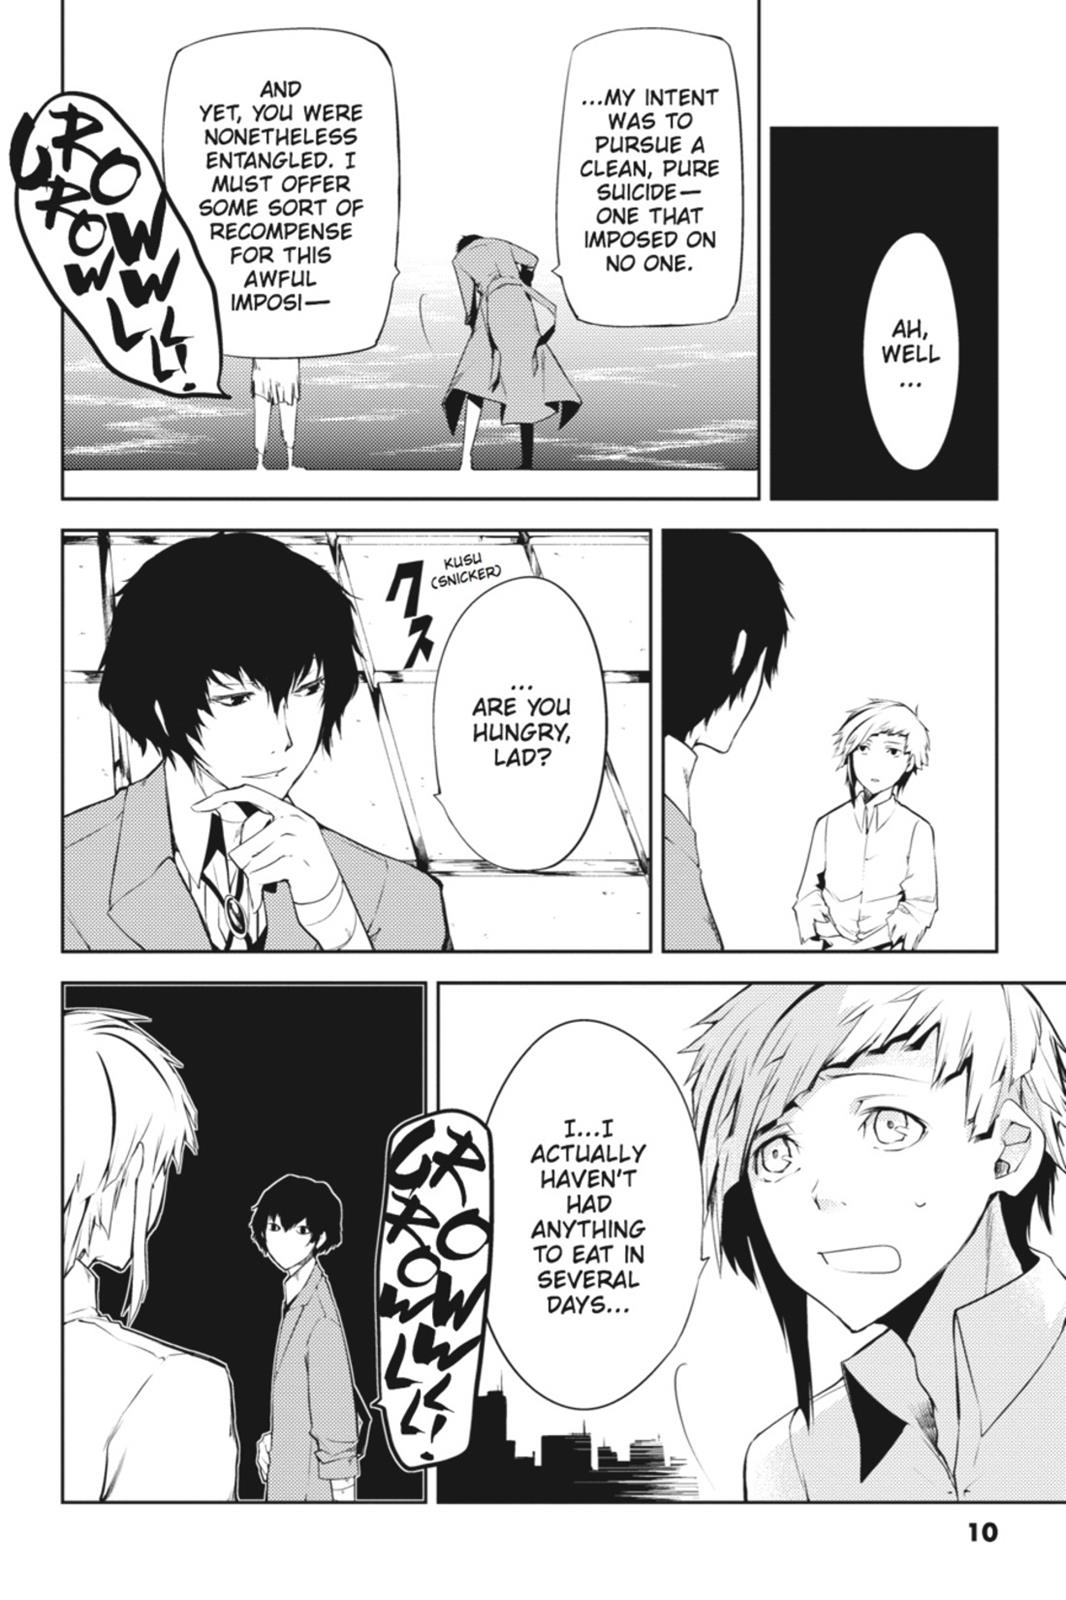 AH,
WELL
...
...MY INTENT
WAS TO
PURSUE A
CLEAN, PURE
SUICIDE—
ONE THAT
IMPOSED ON
NO ONE.
AND
YET, YOU WERE
NONETHELESS
ENTANGLED. I
MUST OFFER
SOME SORT OF
RECOMPENSE
FOR THIS
AWFUL
IMPOSI—
GROWL
GROWWLL!
クス
KUSU
(SNICKER)
...
ARE YOU
HUNGRY,
LAD?
I...I
ACTUALLY
HAVEN'T
HAD
ANYTHING
TO EAT IN
SEVERAL
DAYS...
GROWL
GROWWLL!
10